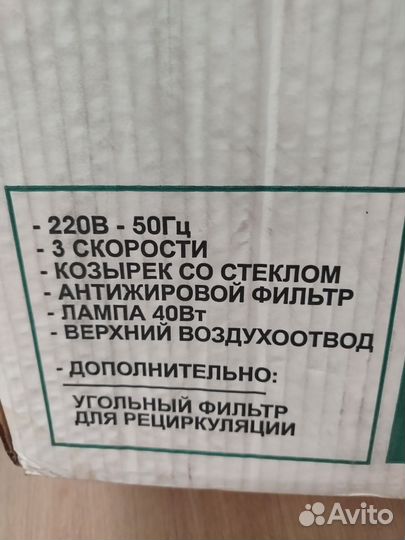 - 220В - 50Гц
- 3 СКОРОСТИ
- КОЗЫРЕК СО СТЕКЛОМ
- АНТИЖИРОВОЙ ФИЛЬТР
- ЛАМПА 40Вт
- ВЕРХНИЙ ВОЗДУХООТВОД
- ДОПОЛНИТЕЛЬНО:
УГОЛЬНЫЙ ФИЛЬТР
ДЛЯ РЕЦИРКУЛЯЦИИ
Avito